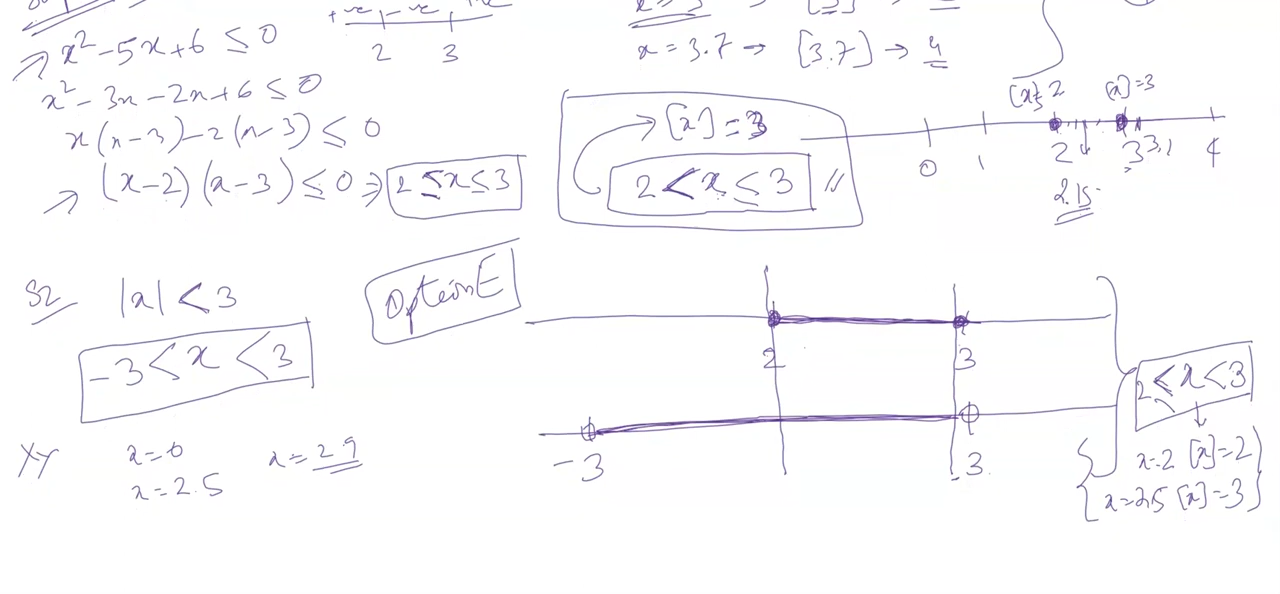 +ve - ve
2 3
x² - 5x + 6 ≤ 0
x² - 3x - 2x + 6 ≤ 0
x(x-3) - 2(x-3) ≤ 0
(x-2)(x-3) ≤ 0 ⇒ 2 ≤ x ≤ 3
x = 3.7 → [3.7] → 4
[x] = 3
2 < x ≤ 3 //
[x] = 2 [x] = 3
0 1 2 3 3.1 4
2.15
S2 |x| < 3
-3 < x < 3
Option E
2 3
-3 3
2 ≤ x < 3
x=2 [x]=2
x=2.5 [x]=3
x=0 x=2.9
x=2.5